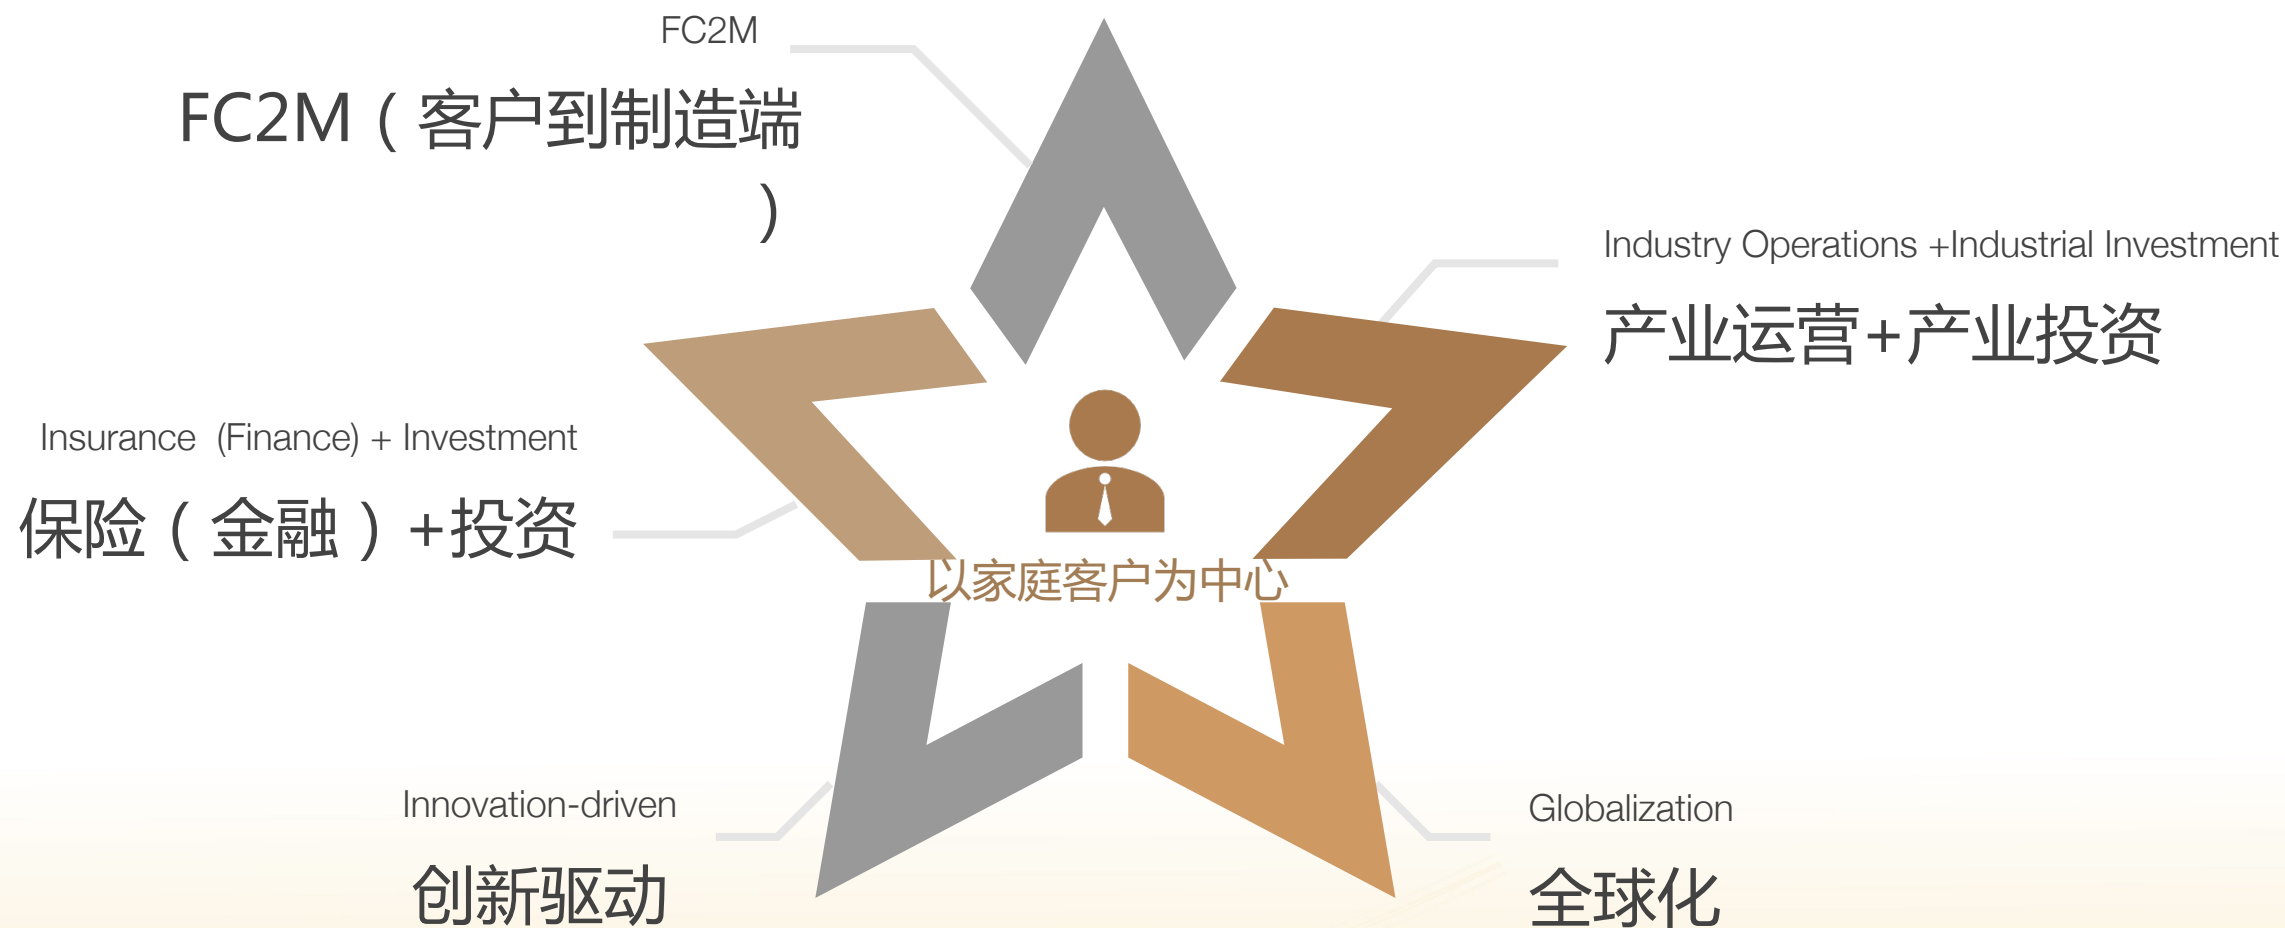 FC2M
FC2M（客户到制造端
）
Industry Operations +Industrial Investment
产业运营+产业投资
Insurance (Finance) + Investment
保险（金融）+投资
以家庭客户为中心
Innovation-driven
创新驱动
Globalization
全球化